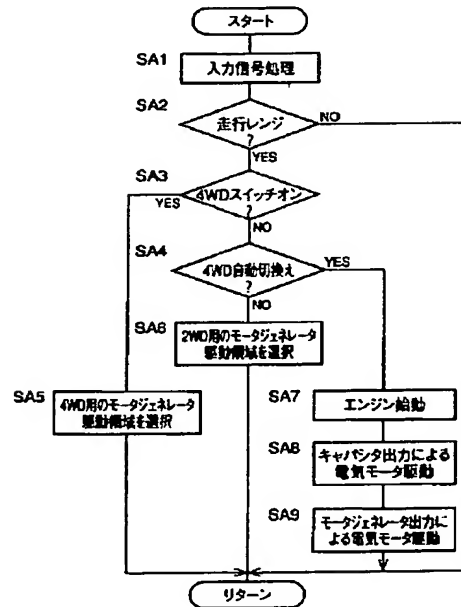 スタート
SA1
入力信号処理
SA2
走行レンジ
?
NO
YES
SA3
4WDスイッチオン
?
YES
NO
SA4
4WD自動切換え
?
YES
NO
SA6
2WD用のモータジェネレータ
駆動領域を選択
SA5
4WD用のモータジェネレータ
駆動領域を選択
SA7
エンジン始動
SA8
キャパシタ出力による
電気モータ駆動
SA9
モータジェネレータ出力に
よる電気モータ駆動
リターン